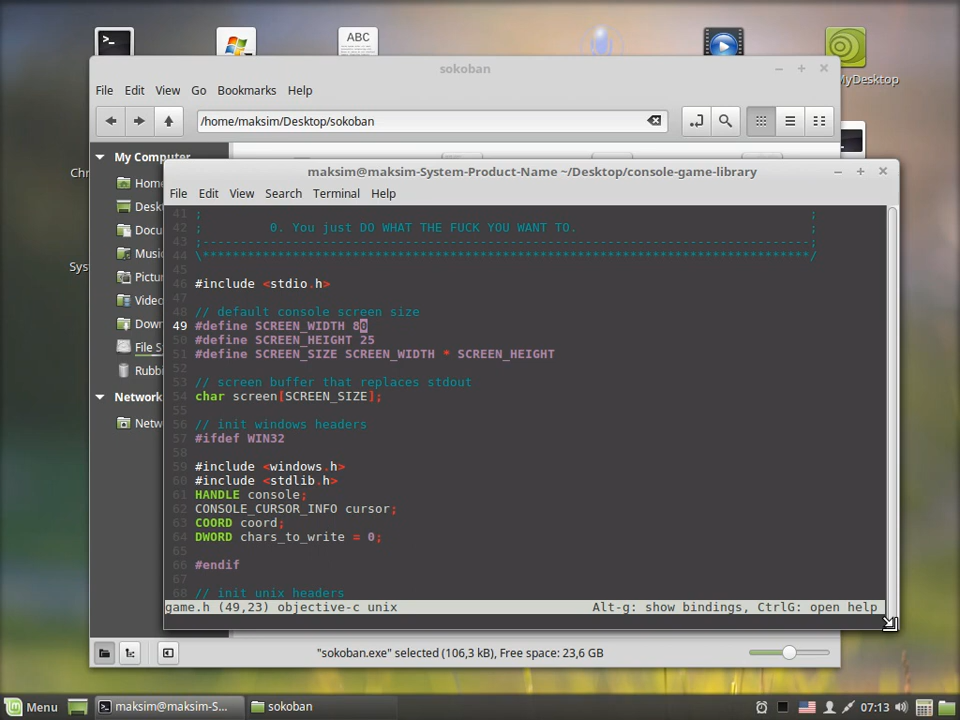 ABC
MyDesktop
sokoban
File Edit View Go Bookmarks Help
/home/maksim/Desktop/sokoban
My Computer
Chr
Home
Desk
Docu
Music
Syst
Pictur
Video
Down
File S
Rubbi
Network
Netw
maksim@maksim-System-Product-Name ~/Desktop/console-game-library
File Edit View Search Terminal Help
41 ; ;
42 ; 0. You just DO WHAT THE FUCK YOU WANT TO. ;
43 ;---------------------------------------------------------------------------------;
44 \*********************************************************************************/
45
46 #include <stdio.h>
47
48 // default console screen size
49 #define SCREEN_WIDTH 80
50 #define SCREEN_HEIGHT 25
51 #define SCREEN_SIZE SCREEN_WIDTH * SCREEN_HEIGHT
52
53 // screen buffer that replaces stdout
54 char screen[SCREEN_SIZE];
55
56 // init windows headers
57 #ifdef WIN32
58
59 #include <windows.h>
60 #include <stdlib.h>
61 HANDLE console;
62 CONSOLE_CURSOR_INFO cursor;
63 COORD coord;
64 DWORD chars_to_write = 0;
65
66 #endif
67
68 // init unix headers
game.h (49,23) objective-c unix Alt-g: show bindings, CtrlG: open help
"sokoban.exe" selected (106,3 kB), Free space: 23,6 GB
Menu maksim@maksim-S... sokoban 07:13